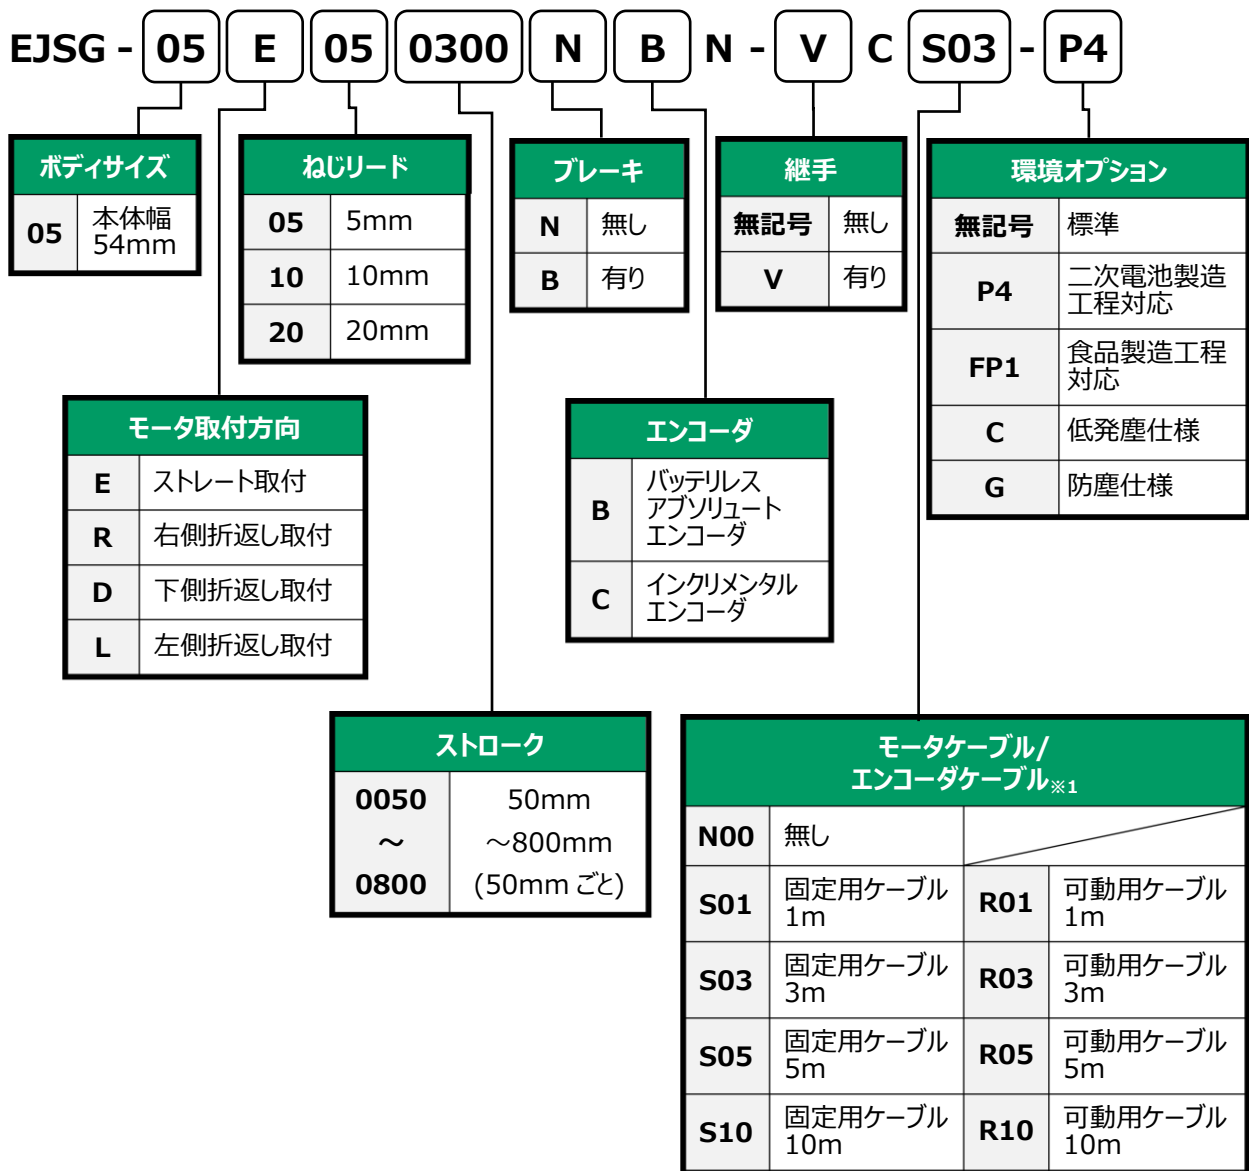 EJSG - 05 E 05 0300 N B N - V C S03 - P4
ボディサイズ
05 本体幅
54mm
ねじリード
05 5mm
10 10mm
20 20mm
ブレーキ
N 無し
B 有り
継手
無記号 無し
V 有り
環境オプション
無記号 標準
P4 二次電池製造
工程対応
FP1 食品製造工程
対応
C 低発塵仕様
G 防塵仕様
モータ取付方向
E ストレート取付
R 右側折返し取付
D 下側折返し取付
L 左側折返し取付
エンコーダ
B バッテリレス
アブソリュート
エンコーダ
C インクリメンタル
エンコーダ
ストローク
0050 50mm
～ ～800mm
0800 (50mm ごと)
モータケーブル/
エンコーダケーブル※1
N00 無し
S01 固定用ケーブル
1m
R01 可動用ケーブル
1m
S03 固定用ケーブル
3m
R03 可動用ケーブル
3m
S05 固定用ケーブル
5m
R05 可動用ケーブル
5m
S10 固定用ケーブル
10m
R10 可動用ケーブル
10m